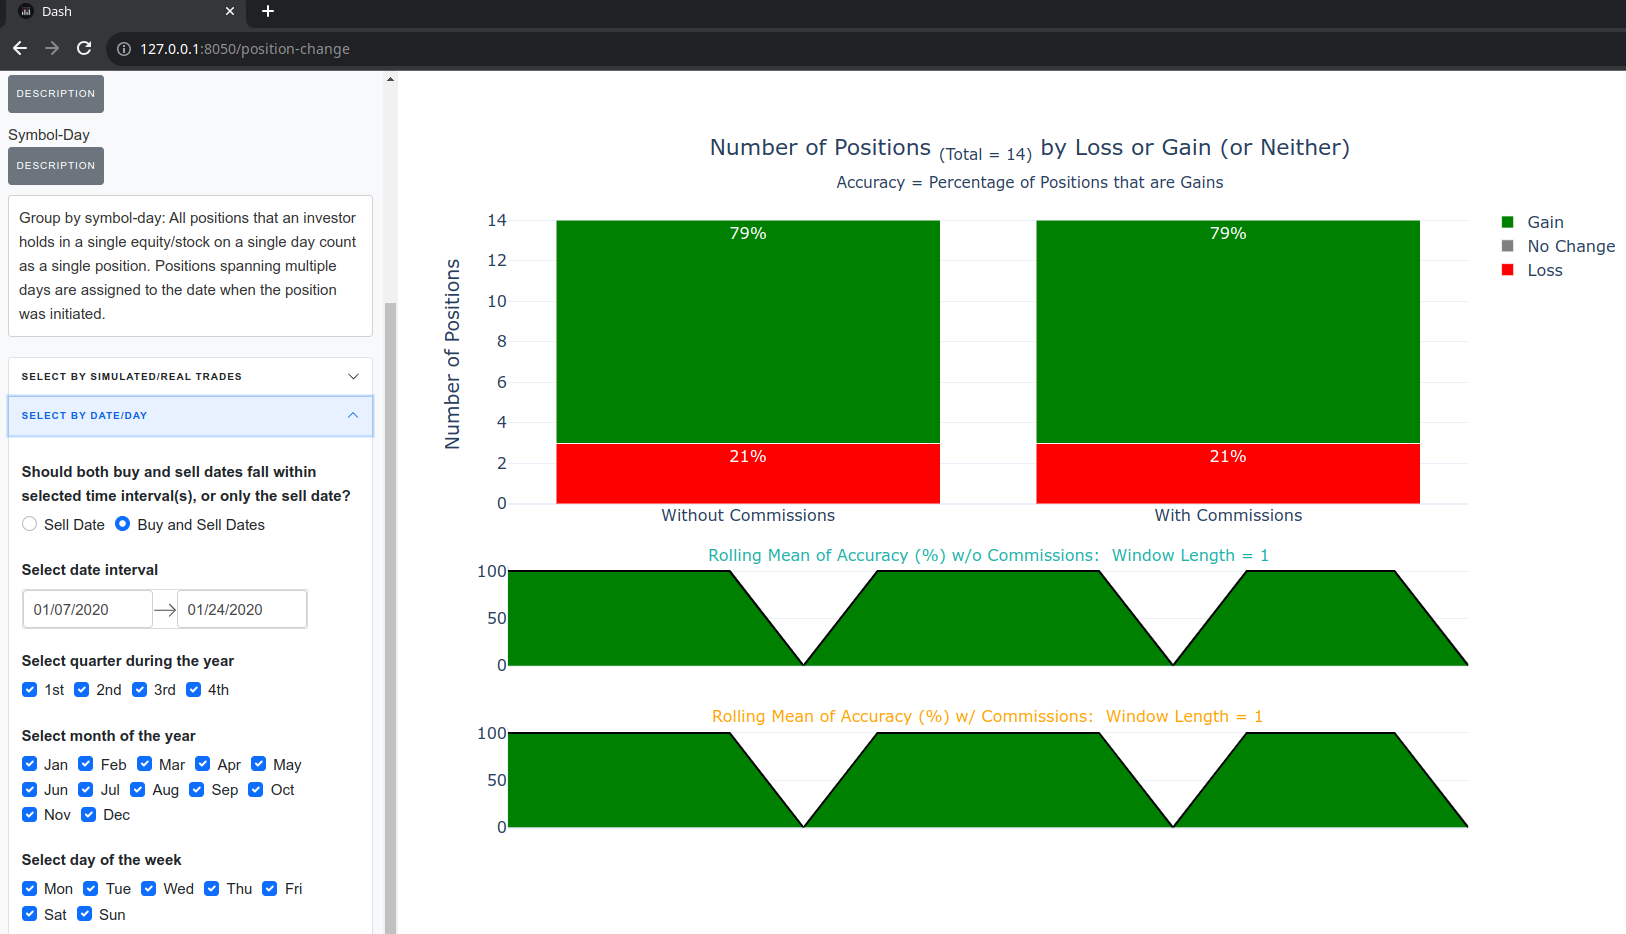 Dash
127.0.0.1:8050/position-change
DESCRIPTION
Symbol-Day
DESCRIPTION
Group by symbol-day: All positions that an investor
holds in a single equity/stock on a single day count
as a single position. Positions spanning multiple
days are assigned to the date when the position
was initiated.
SELECT BY SIMULATED/REAL TRADES
SELECT BY DATE/DAY
Should both buy and sell dates fall within
selected time interval(s), or only the sell date?
Sell Date Buy and Sell Dates
Select date interval
01/07/2020 → 01/24/2020
Select quarter during the year
1st 2nd 3rd 4th
Select month of the year
Jan Feb Mar Apr May
Jun Jul Aug Sep Oct
Nov Dec
Select day of the week
Mon Tue Wed Thu Fri
Sat Sun
Number of Positions (Total = 14) by Loss or Gain (or Neither)
Accuracy = Percentage of Positions that are Gains
Number of Positions
14
12
10
8
6
4
2
0
79%
79%
21%
21%
Without Commissions
With Commissions
Gain
No Change
Loss
Rolling Mean of Accuracy (%) w/o Commissions: Window Length = 1
100
50
0
Rolling Mean of Accuracy (%) w/ Commissions: Window Length = 1
100
50
0